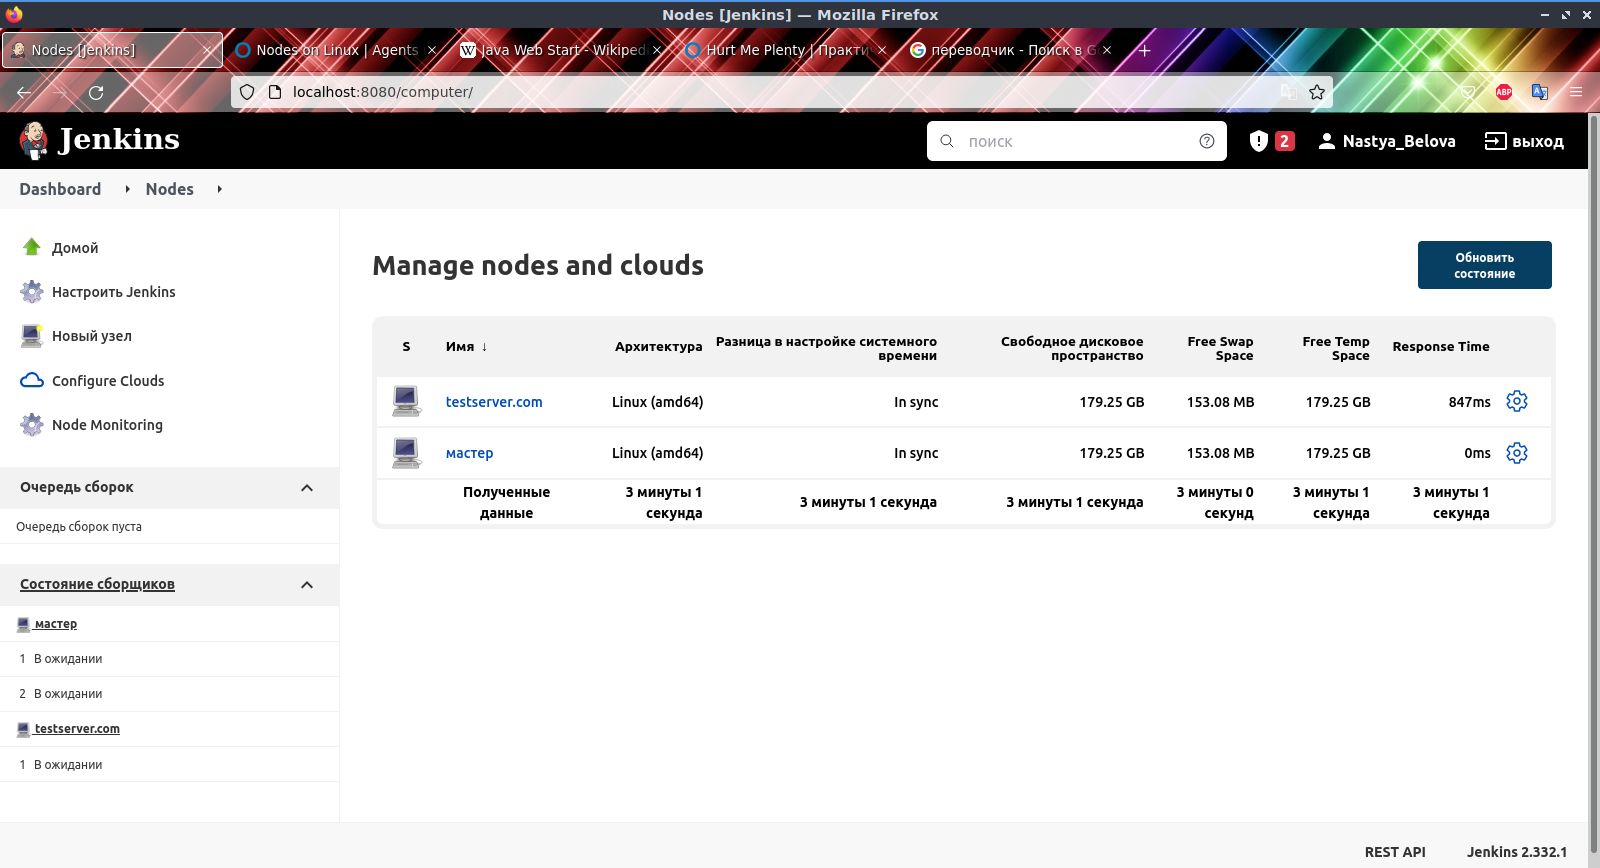 Nodes [Jenkins] — Mozilla Firefox
Nodes [Jenkins]
Nodes on Linux | Agents
Java Web Start - Wikiped
Hurt Me Plenty | Практи
переводчик - Поиск в G
localhost:8080/computer/
ABP
Jenkins
поиск
2
Nastya_Belova
выход
Dashboard
Nodes
Домой
Настроить Jenkins
Новый узел
Configure Clouds
Node Monitoring
Очередь сборок
Очередь сборок пуста
Состояние сборщиков
мастер
1 В ожидании
2 В ожидании
testserver.com
1 В ожидании
Manage nodes and clouds
Обновить
состояние
S Имя ↓ Архитектура Разница в настройке системного времени Свободное дисковое пространство Free Swap Space Free Temp Space Response Time
testserver.com Linux (amd64) In sync 179.25 GB 153.08 MB 179.25 GB 847ms
мастер Linux (amd64) In sync 179.25 GB 153.08 MB 179.25 GB 0ms
Полученные данные 3 минуты 1 секунда 3 минуты 1 секунда 3 минуты 1 секунда 3 минуты 0 секунд 3 минуты 1 секунда 3 минуты 1 секунда
REST API
Jenkins 2.332.1